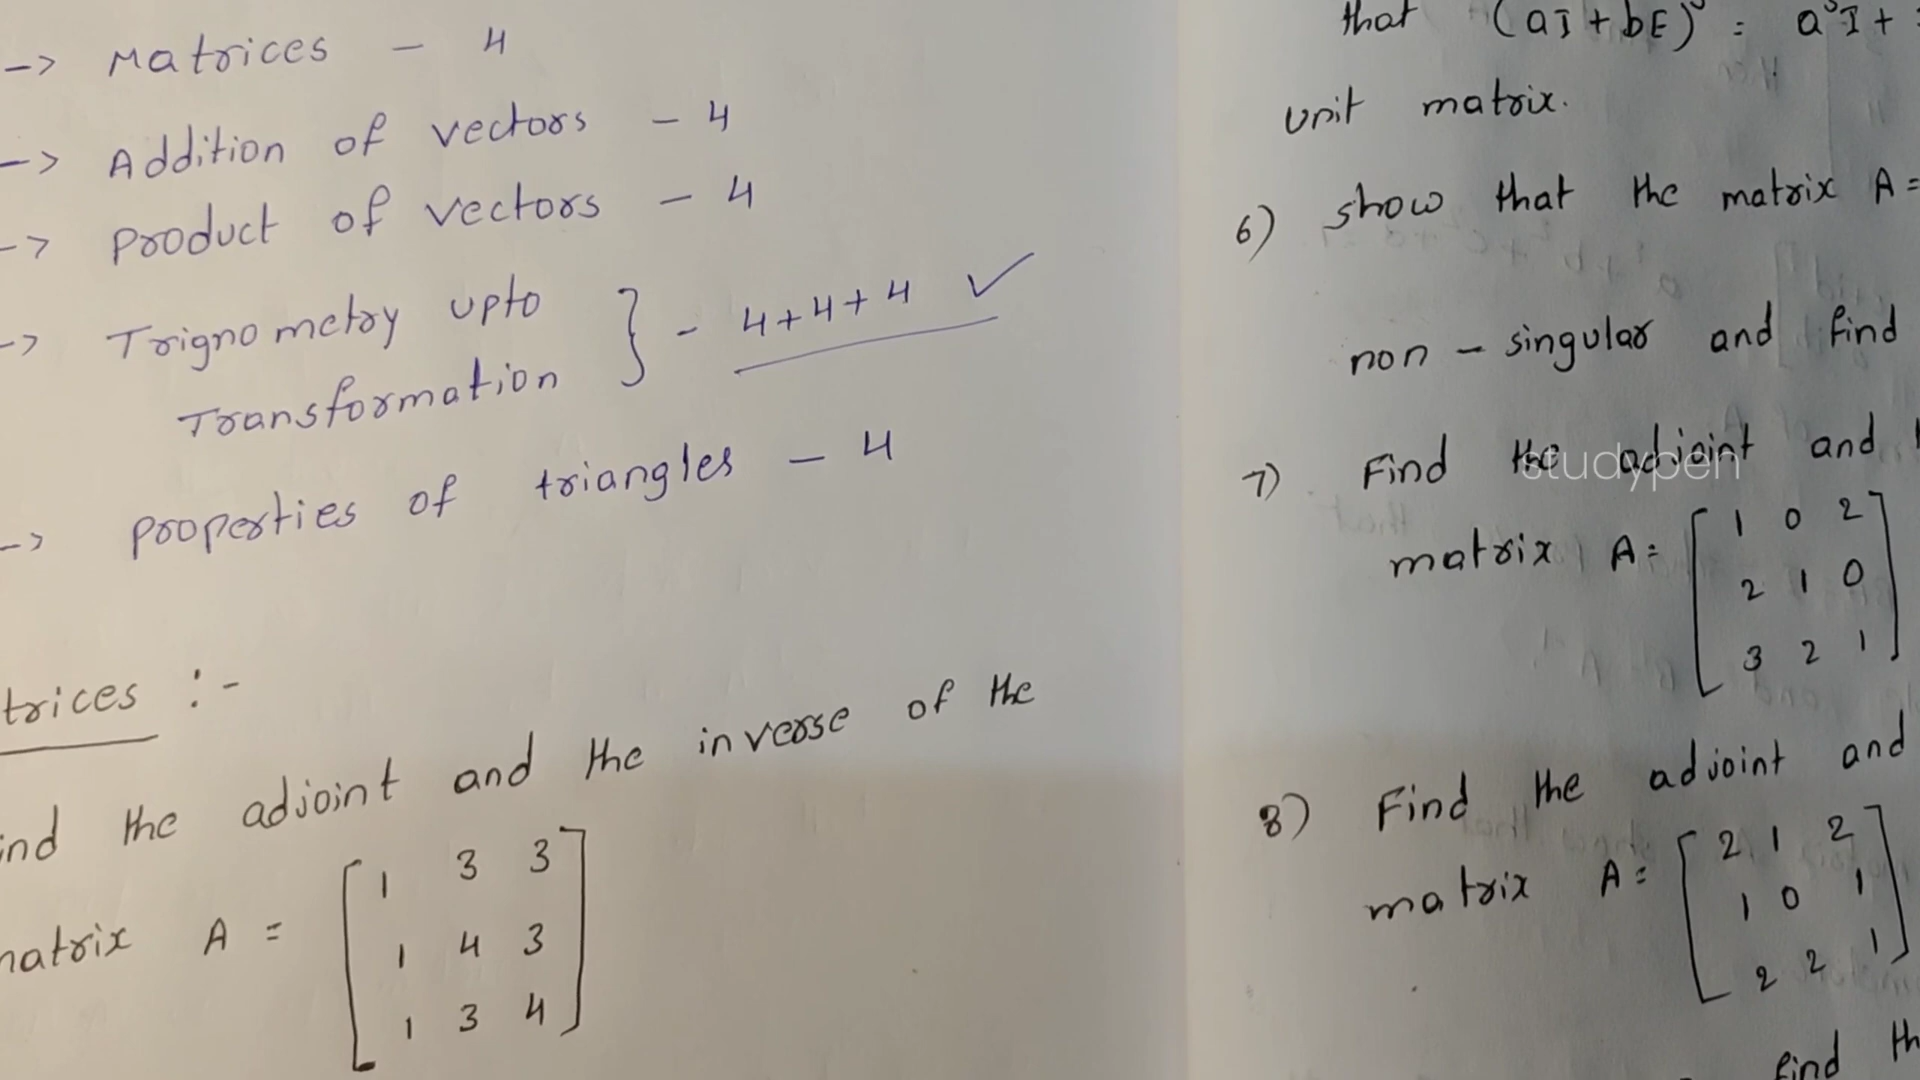 -> Matrices - 4
-> Addition of vectors - 4
-> product of vectors - 4
-> Trignometry upto
Transformation } - 4+4+4 ✓
-> properties of triangles - 4
trices :-
ind the adjoint and the inverse of the
matrix A = [ 1 3 3
1 4 3
1 3 4 ]
that (aI + bE)³ = a³I +
unit matrix.
6) show that the matrix A =
non - singular and find
7) Find the adjoint and
studypen
matrix A = [ 1 0 2
2 1 0
3 2 1 ]
8) Find the adjoint and
matrix A = [ 2 1 2
1 0 1
2 2 1 ]
find th